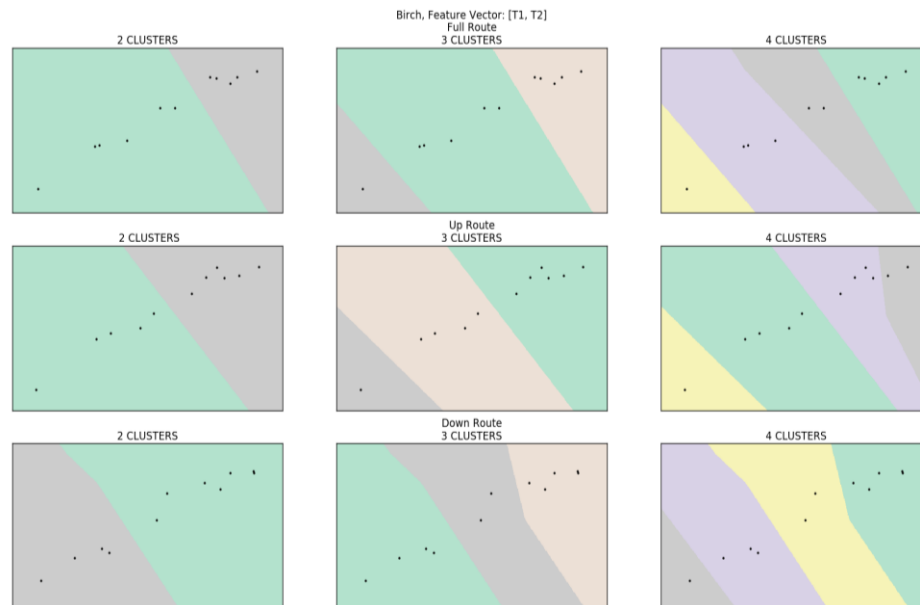 Birch, Feature Vector: [T1, T2]
Full Route
2 CLUSTERS
3 CLUSTERS
4 CLUSTERS
Up Route
2 CLUSTERS
3 CLUSTERS
4 CLUSTERS
Down Route
2 CLUSTERS
3 CLUSTERS
4 CLUSTERS